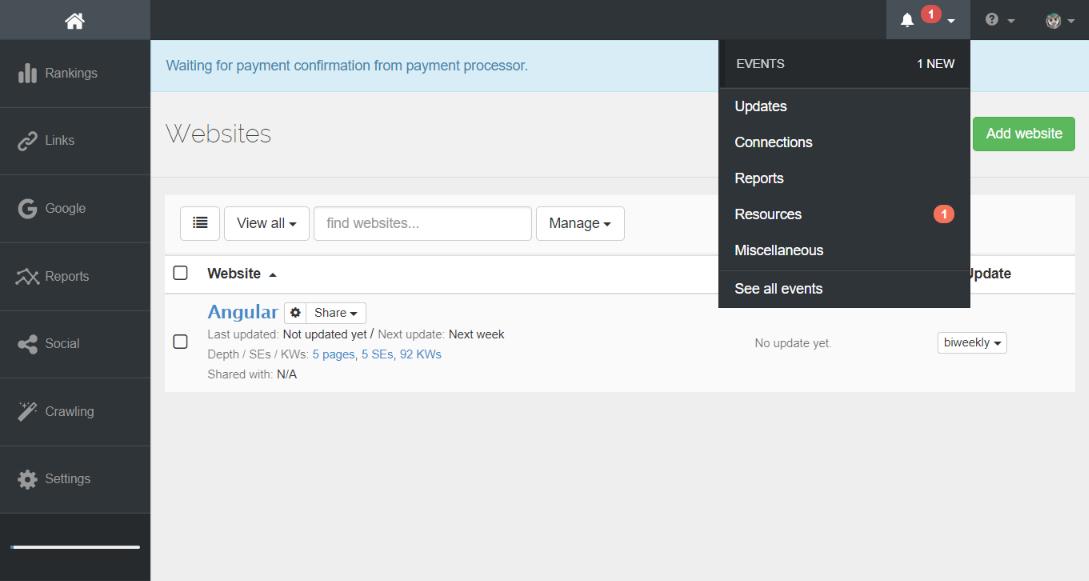 1
Rankings
Links
Google
Reports
Social
Crawling
Settings
Waiting for payment confirmation from payment processor.
EVENTS 1 NEW
Updates
Connections
Reports
Resources 1
Miscellaneous
See all events
Websites
Add website
View all find websites... Manage
Website Update
Angular Share
Last updated: Not updated yet / Next update: Next week
Depth / SEs / KWs: 5 pages, 5 SEs, 92 KWs
Shared with: N/A
No update yet.
biweekly